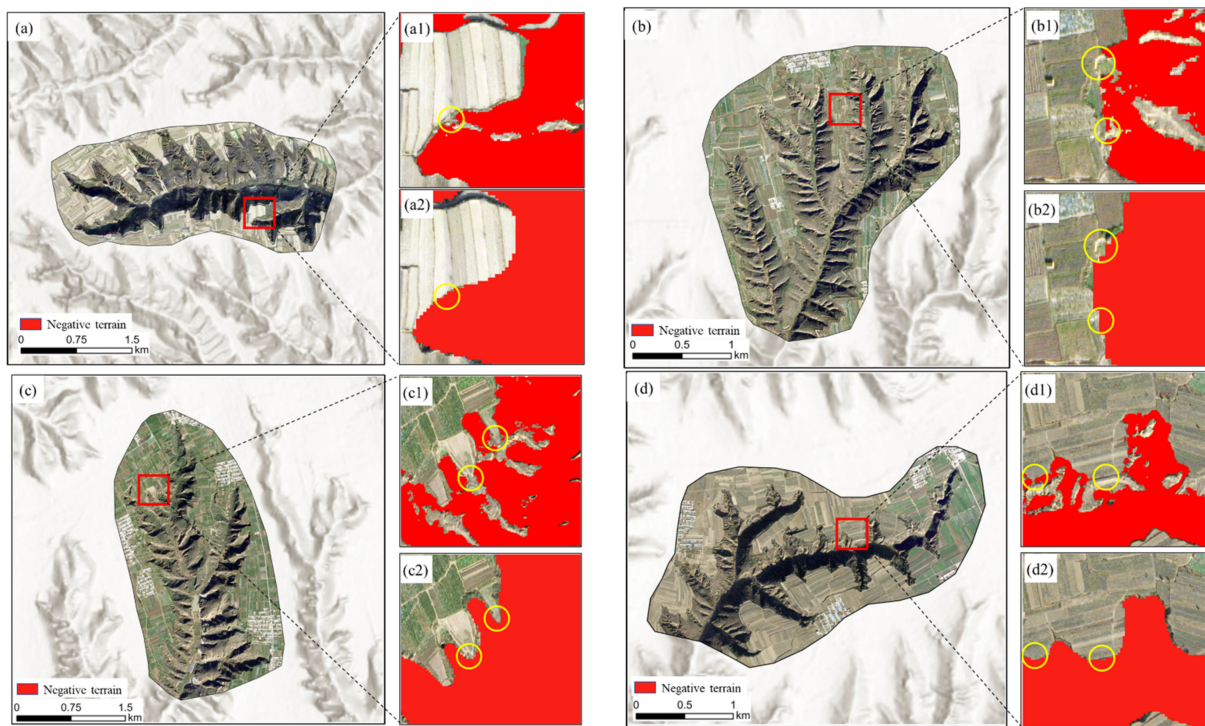 (a)
Negative terrain
0 0.75 1.5
km
(a1)
(a2)
(b)
Negative terrain
0 0.5 1
km
(b1)
(b2)
(c)
Negative terrain
0 0.75 1.5
km
(c1)
(c2)
(d)
Negative terrain
0 0.5 1
km
(d1)
(d2)